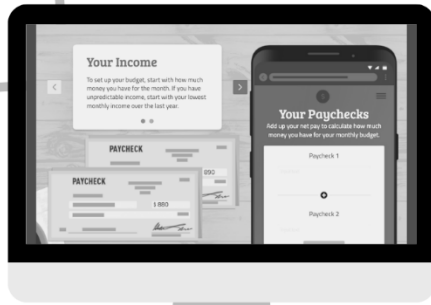 Your Income
To set up your budget, start with how much
money you have for the month. If you have
unpredictable income, start with your lowest
monthly income over the last year.
PAYCHECK
090
PAYCHECK
1 880
Your Paychecks
Add up your net pay to calculate how much
money you have for your monthly budget.
Paycheck 1
Paycheck 2